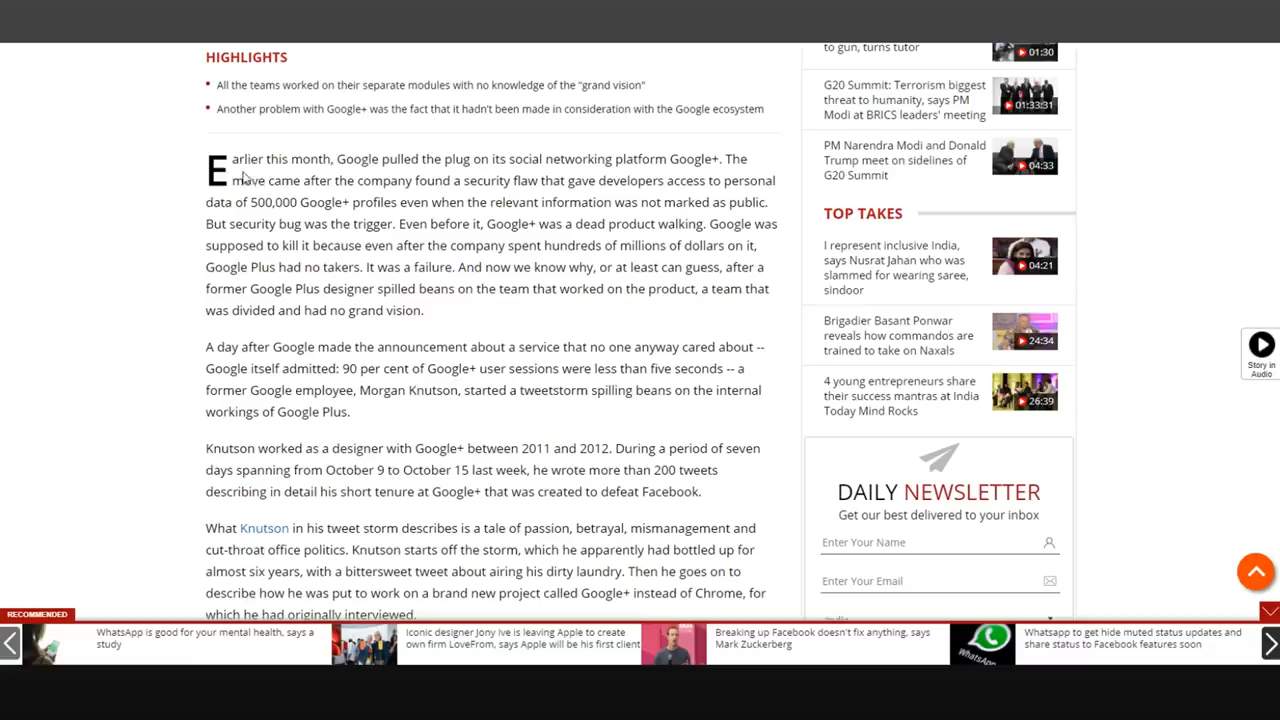 HIGHLIGHTS
All the teams worked on their separate modules with no knowledge of the "grand vision"
Another problem with Google+ was the fact that it hadn't been made in consideration with the Google ecosystem
Earlier this month, Google pulled the plug on its social networking platform Google+. The
move came after the company found a security flaw that gave developers access to personal
data of 500,000 Google+ profiles even when the relevant information was not marked as public.
But security bug was the trigger. Even before it, Google+ was a dead product walking. Google was
supposed to kill it because even after the company spent hundreds of millions of dollars on it,
Google Plus had no takers. It was a failure. And now we know why, or at least can guess, after a
former Google Plus designer spilled beans on the team that worked on the product, a team that
was divided and had no grand vision.
A day after Google made the announcement about a service that no one anyway cared about --
Google itself admitted: 90 per cent of Google+ user sessions were less than five seconds -- a
former Google employee, Morgan Knutson, started a tweetstorm spilling beans on the internal
workings of Google Plus.
Knutson worked as a designer with Google+ between 2011 and 2012. During a period of seven
days spanning from October 9 to October 15 last week, he wrote more than 200 tweets
describing in detail his short tenure at Google+ that was created to defeat Facebook.
What Knutson in his tweet storm describes is a tale of passion, betrayal, mismanagement and
cut-throat office politics. Knutson starts off the storm, which he apparently had bottled up for
almost six years, with a bittersweet tweet about airing his dirty laundry. Then he goes on to
describe how he was put to work on a brand new project called Google+ instead of Chrome, for
which he had originally interviewed.
to gun, turns tutor
01:30
G20 Summit: Terrorism biggest
threat to humanity, says PM
Modi at BRICS leaders' meeting
01:33:31
PM Narendra Modi and Donald
Trump meet on sidelines of
G20 Summit
04:33
TOP TAKES
I represent inclusive India,
says Nusrat Jahan who was
slammed for wearing saree,
sindoor
04:21
Brigadier Basant Ponwar
reveals how commandos are
trained to take on Naxals
24:34
4 young entrepreneurs share
their success mantras at India
Today Mind Rocks
26:39
DAILY NEWSLETTER
Get our best delivered to your inbox
Enter Your Name
Enter Your Email
Story in
Audio
RECOMMENDED
WhatsApp is good for your mental health, says a
study
Iconic designer Jony Ive is leaving Apple to create
own firm LoveFrom, says Apple will be his first client
Breaking up Facebook doesn't fix anything, says
Mark Zuckerberg
WhatsApp
Whatsapp to get hide muted status updates and
share status to Facebook features soon